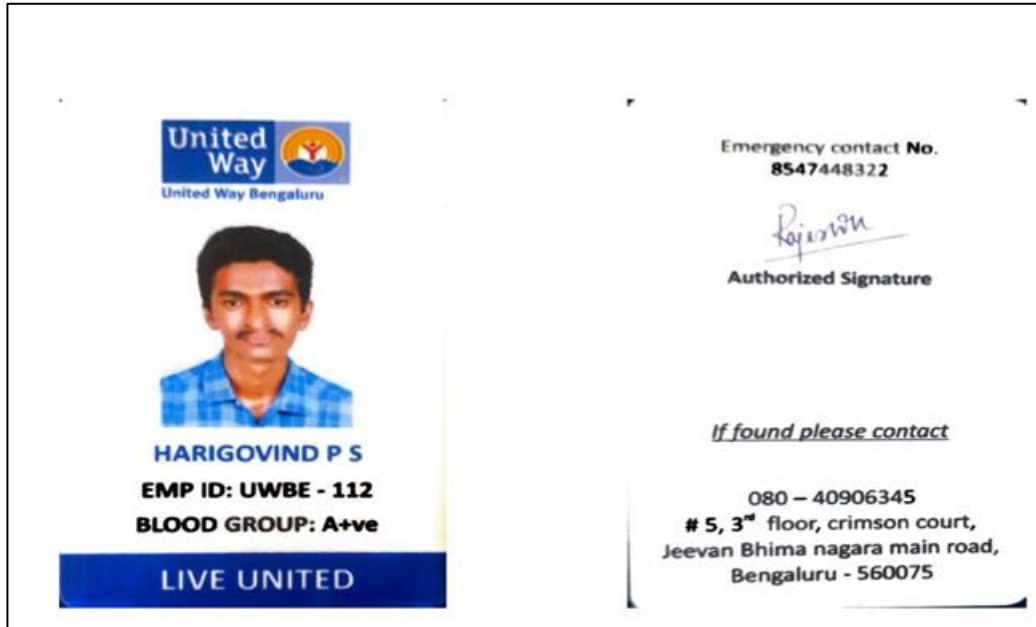 United
Way
United Way Bengaluru
HARIGOVIND P S
EMP ID: UWBE - 112
BLOOD GROUP: A+ve
LIVE UNITED
Emergency contact No.
8547448322
Authorized Signature
If found please contact
080 – 40906345
# 5, 3rd floor, crimson court,
Jeevan Bhima nagara main road,
Bengaluru - 560075